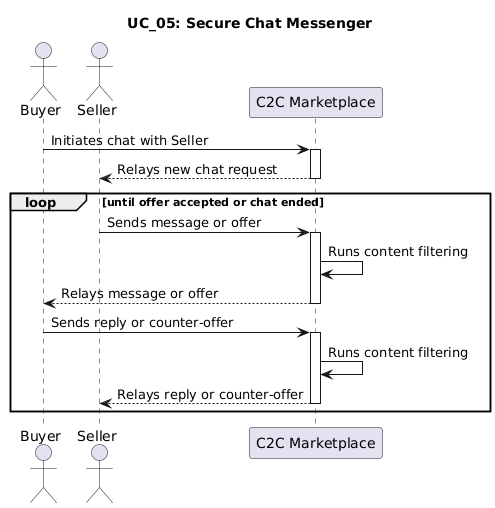 UC_05: Secure Chat Messenger
Buyer
Seller
C2C Marketplace
Initiates chat with Seller
Relays new chat request
loop
[until offer accepted or chat ended]
Sends message or offer
Runs content filtering
Relays message or offer
Sends reply or counter-offer
Runs content filtering
Relays reply or counter-offer
Buyer
Seller
C2C Marketplace